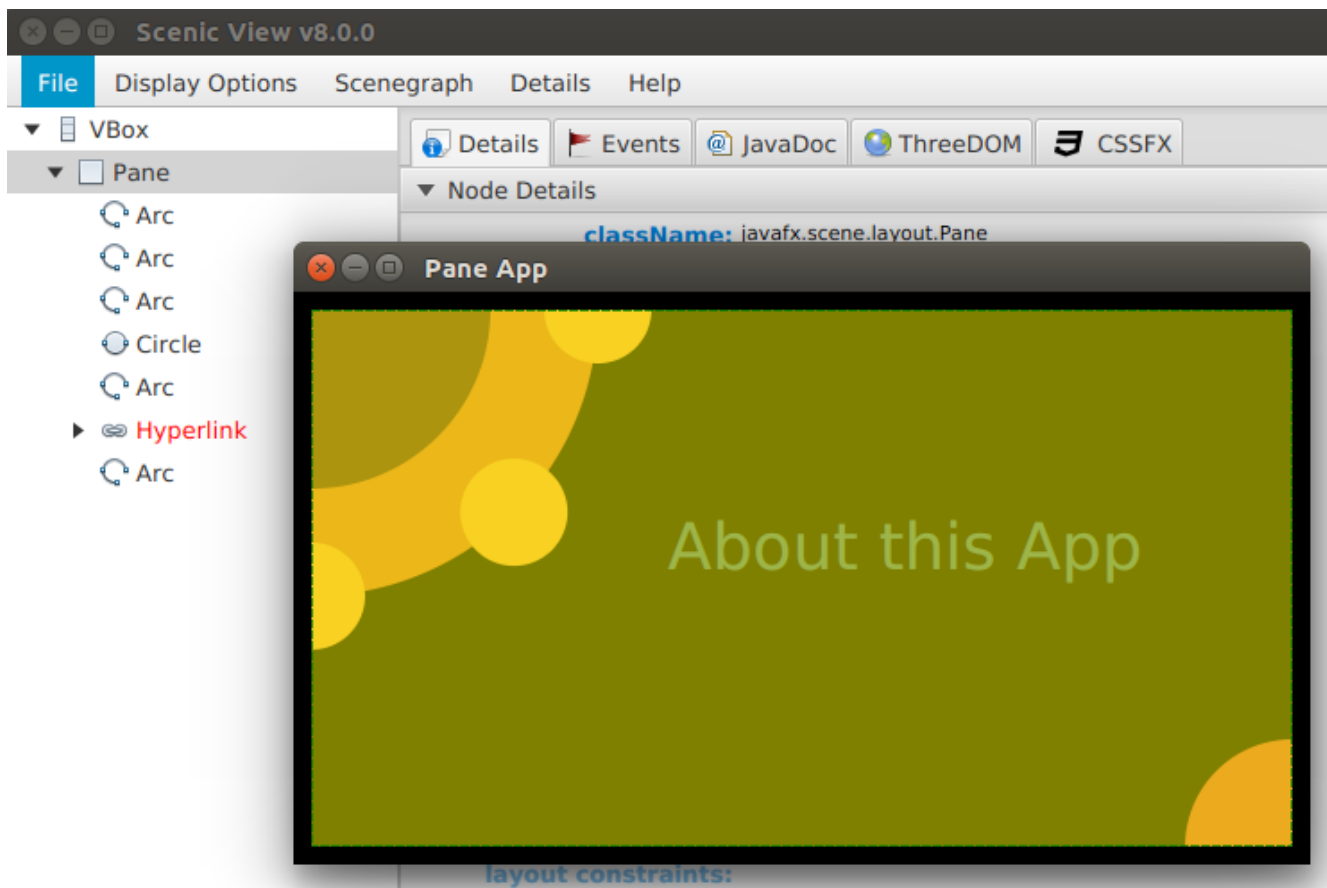 Scenic View v8.0.0
File Display Options Scenegraph Details Help
VBox
Pane
Arc
Arc
Arc
Circle
Arc
Hyperlink
Arc
Details Events JavaDoc ThreeDOM CSSFX
Node Details
className: javafx.scene.layout.Pane
Pane App
About this App
layout constraints: